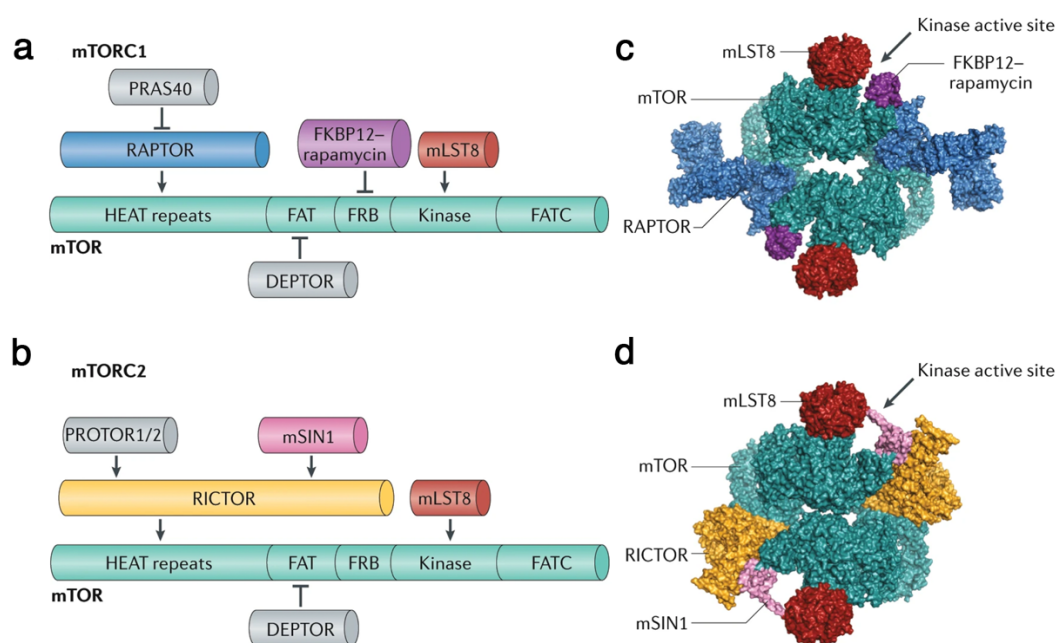 a
mTORC1
PRAS40
RAPTOR
FKBP12–
rapamycin
mLST8
HEAT repeats
FAT
FRB
Kinase
FATC
mTOR
DEPTOR
b
mTORC2
PROTOR1/2
mSIN1
RICTOR
mLST8
HEAT repeats
FAT
FRB
Kinase
FATC
mTOR
DEPTOR
c
Kinase active site
mLST8
FKBP12–
rapamycin
mTOR
RAPTOR
d
Kinase active site
mLST8
mTOR
RICTOR
mSIN1